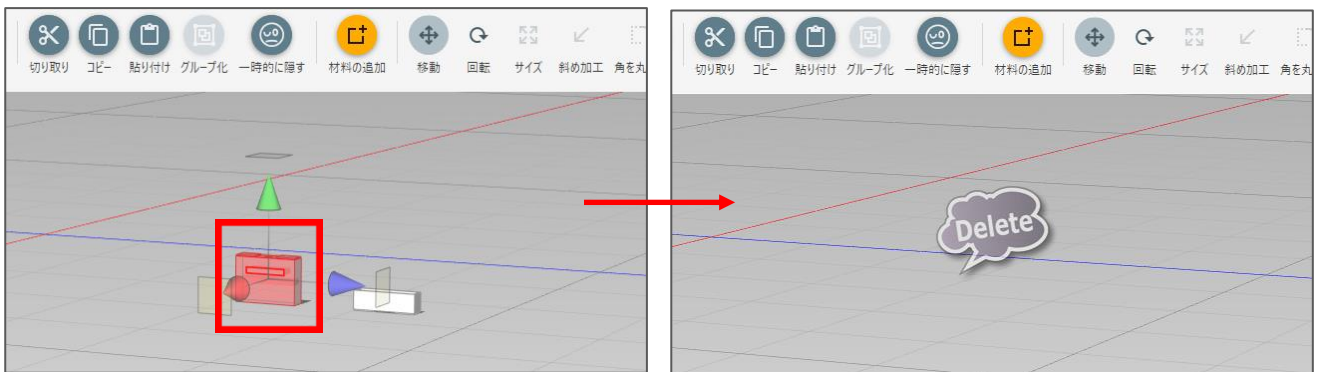 切り取り コピー 貼り付け グループ化 一時的に隠す 材料の追加 移動 回転 サイズ 斜め加工 角を丸
切り取り コピー 貼り付け グループ化 一時的に隠す 材料の追加 移動 回転 サイズ 斜め加工 角を丸
Delete